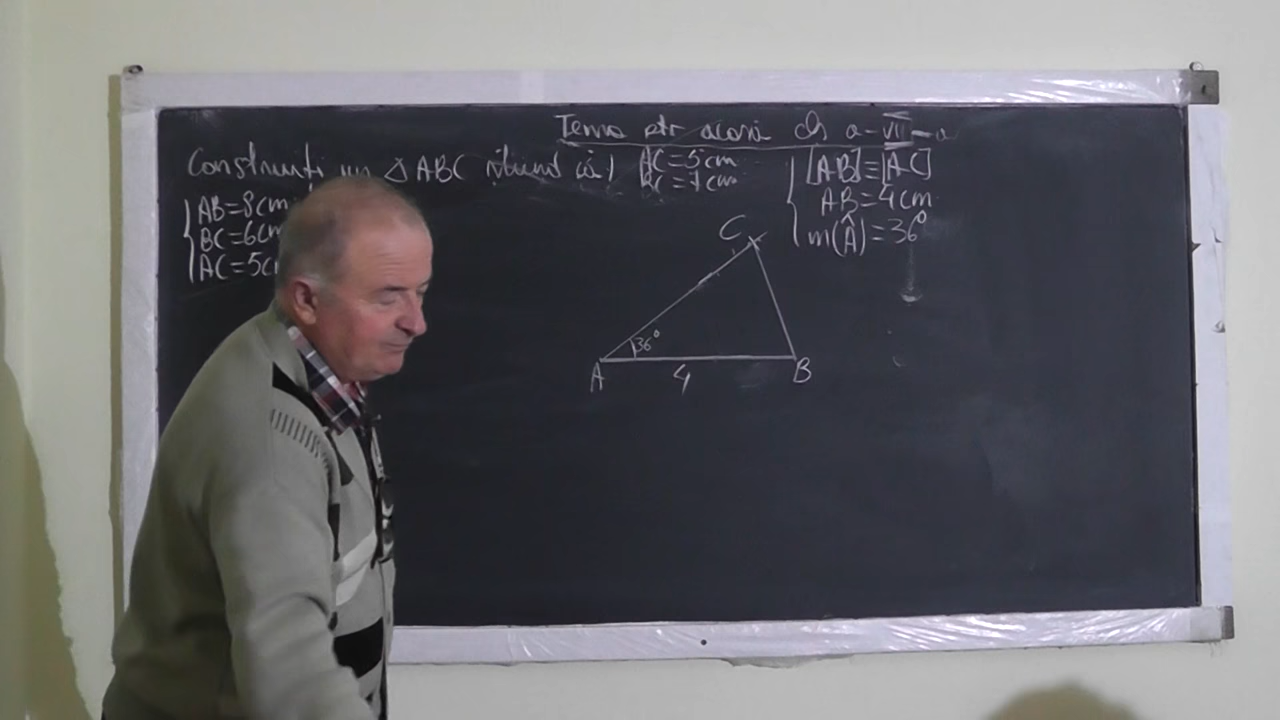 Tema ptr acasă cls a-VII-a
Construiți un △ABC știind că:
AB=8cm
BC=6cm
AC=5c
AC=5cm
BC=7cm
[AB]≡[AC]
AB=4cm
m(Â)=36°
C
36°
A 4 B